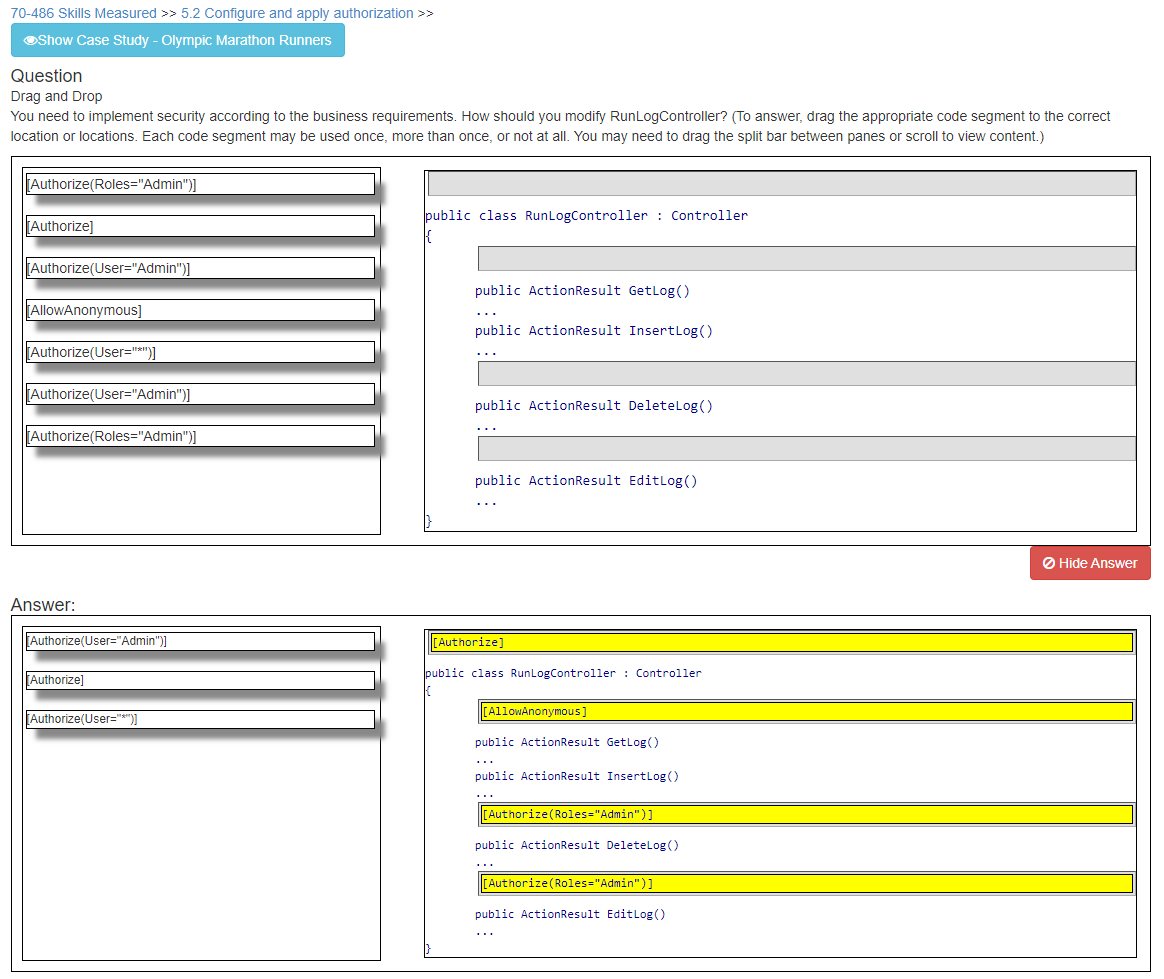 70-486 Skills Measured >> 5.2 Configure and apply authorization >>
Show Case Study - Olympic Marathon Runners
Question
Drag and Drop
You need to implement security according to the business requirements. How should you modify RunLogController? (To answer, drag the appropriate code segment to the correct
location or locations. Each code segment may be used once, more than once, or not at all. You may need to drag the split bar between panes or scroll to view content.)
[Authorize(Roles="Admin")]
[Authorize]
[Authorize(User="Admin")]
[AllowAnonymous]
[Authorize(User="*")]
[Authorize(User="Admin")]
[Authorize(Roles="Admin")]
public class RunLogController : Controller
{
public ActionResult GetLog()
...
public ActionResult InsertLog()
...
public ActionResult DeleteLog()
...
public ActionResult EditLog()
...
}
Hide Answer
Answer:
[Authorize(User="Admin")]
[Authorize]
[Authorize(User="*")]
[Authorize]
public class RunLogController : Controller
{
[AllowAnonymous]
public ActionResult GetLog()
...
public ActionResult InsertLog()
...
[Authorize(Roles="Admin")]
public ActionResult DeleteLog()
...
[Authorize(Roles="Admin")]
public ActionResult EditLog()
...
}